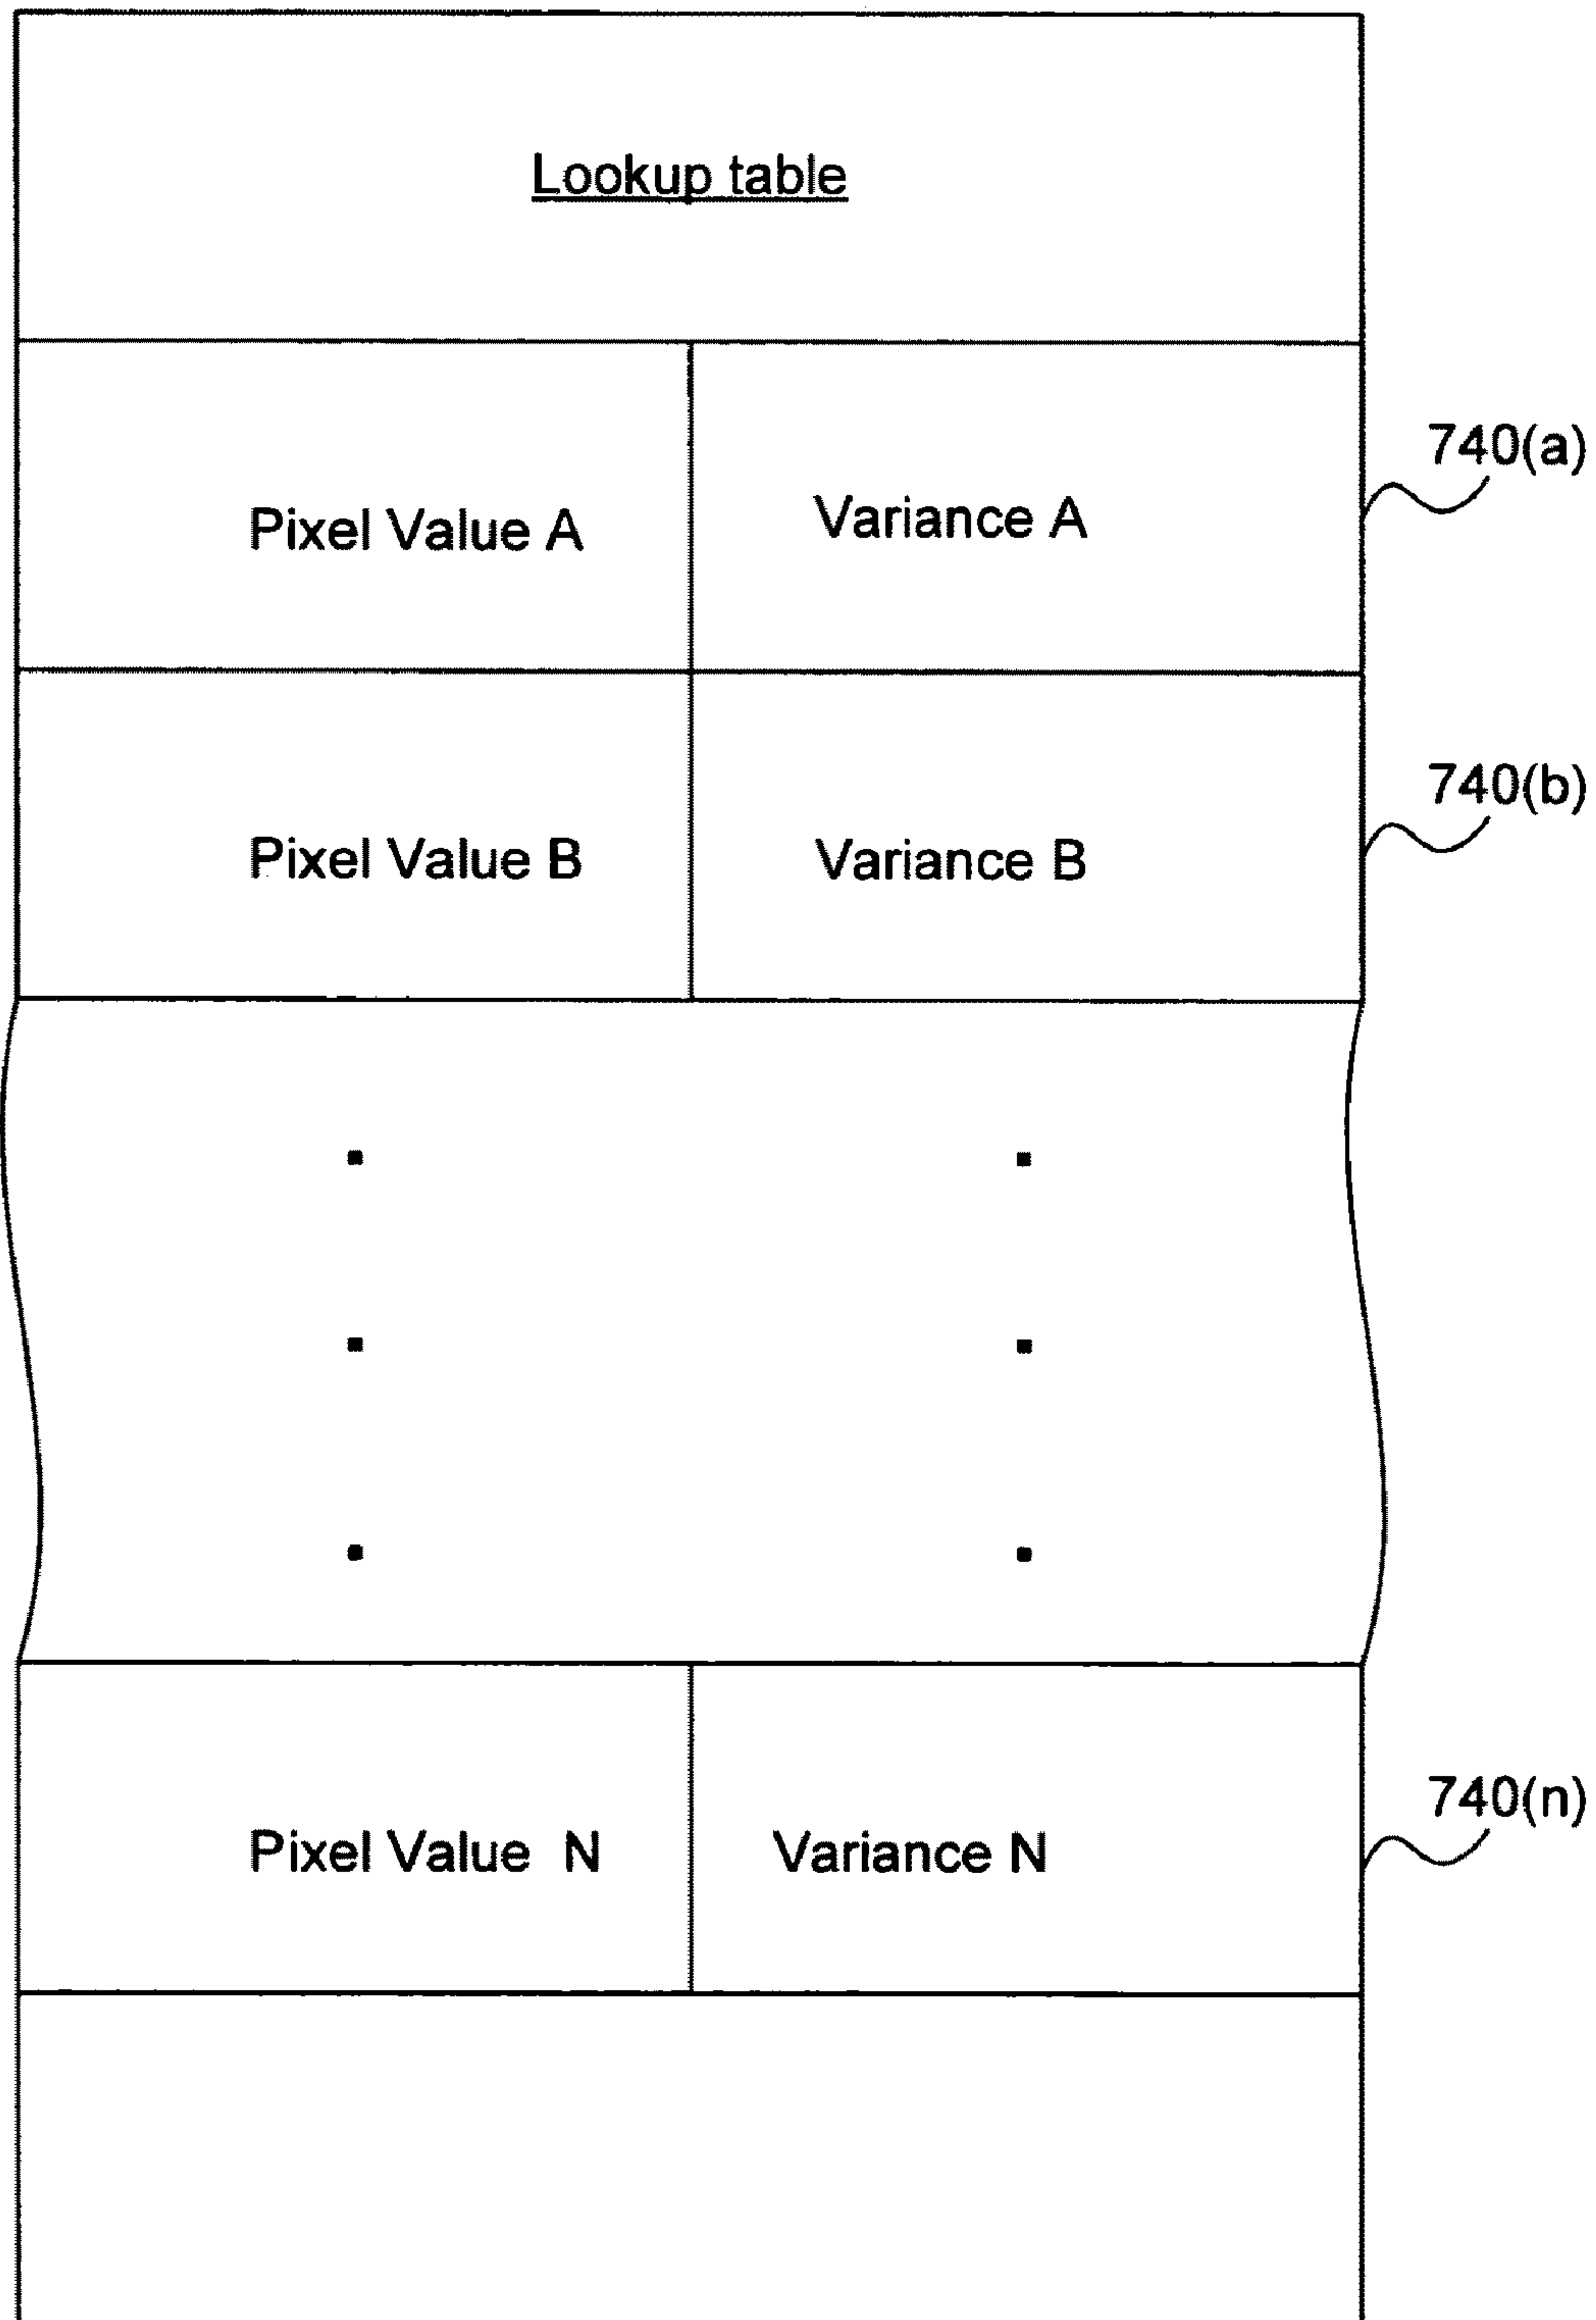 Lookup table
740(a)
Pixel Value A Variance A
740(b)
Pixel Value B Variance B
740(n)
Pixel Value N Variance N